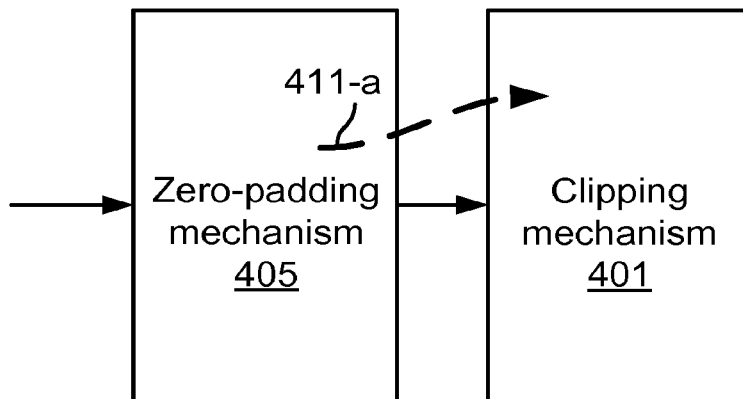 411-a
Zero-padding
mechanism
405
Clipping
mechanism
401